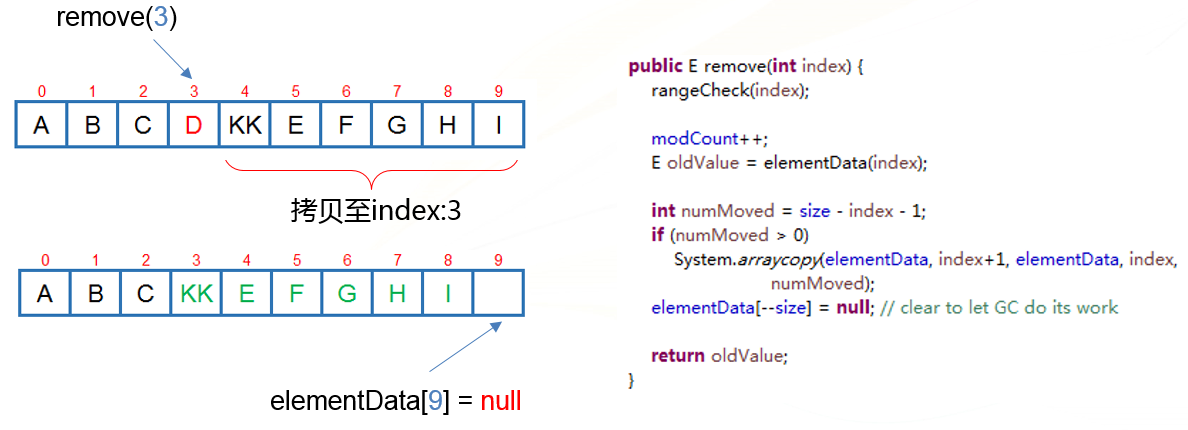 remove(3)
0 1 2 3 4 5 6 7 8 9
A B C D KK E F G H I
拷贝至index:3
0 1 2 3 4 5 6 7 8 9
A B C KK E F G H I
elementData[9] = null
public E remove(int index) {
rangeCheck(index);
modCount++;
E oldValue = elementData(index);
int numMoved = size - index - 1;
if (numMoved > 0)
System.arraycopy(elementData, index+1, elementData, index,
numMoved);
elementData[--size] = null; // clear to let GC do its work
return oldValue;
}